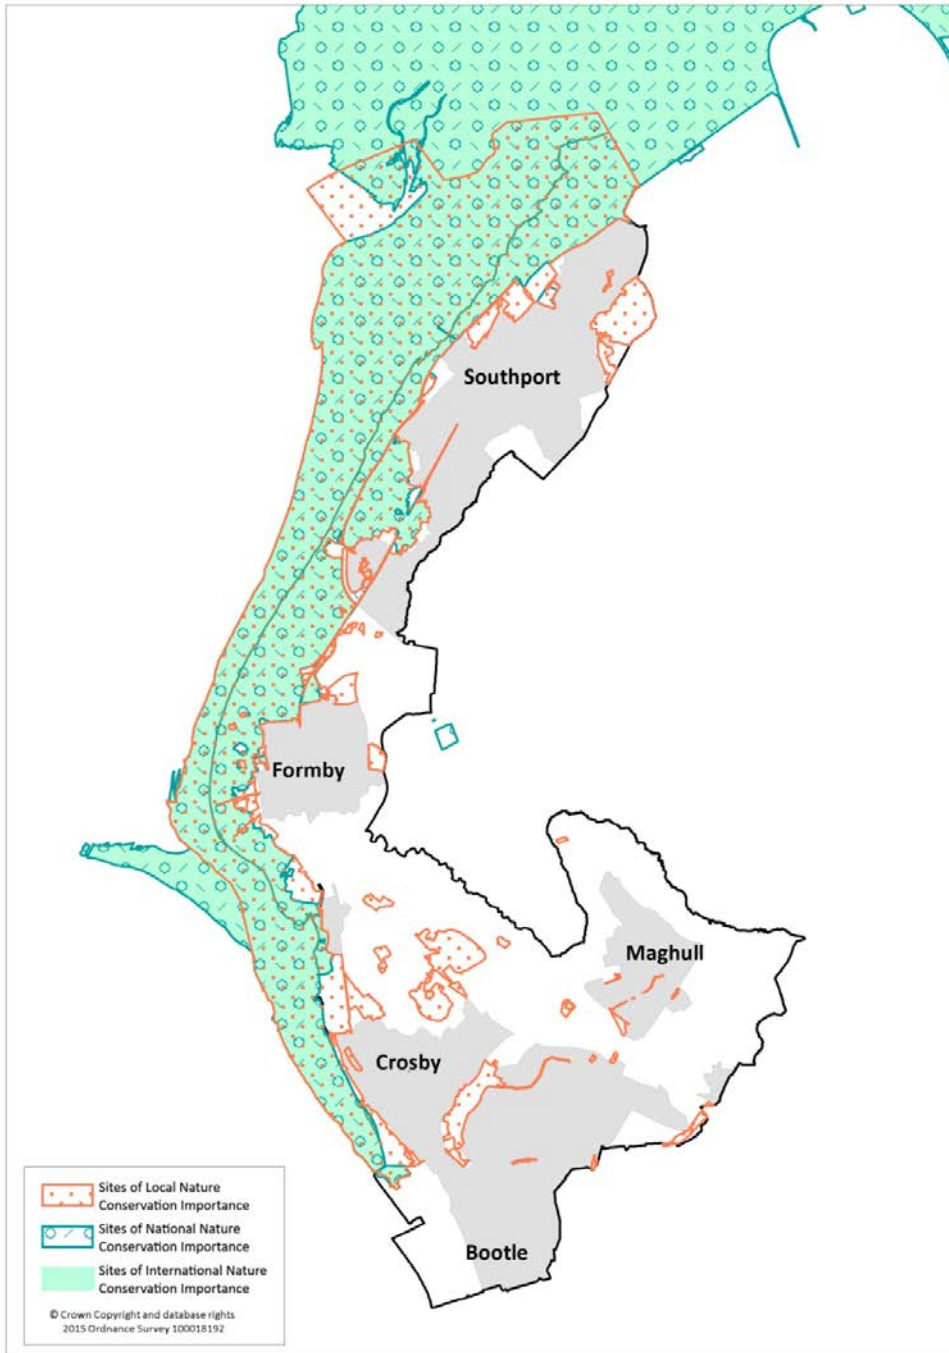 Southport
Formby
Maghull
Crosby
Bootle
Sites of Local Nature
Conservation Importance
Sites of National Nature
Conservation Importance
Sites of International Nature
Conservation Importance
© Crown Copyright and database rights
2015 Ordnance Survey 100018192